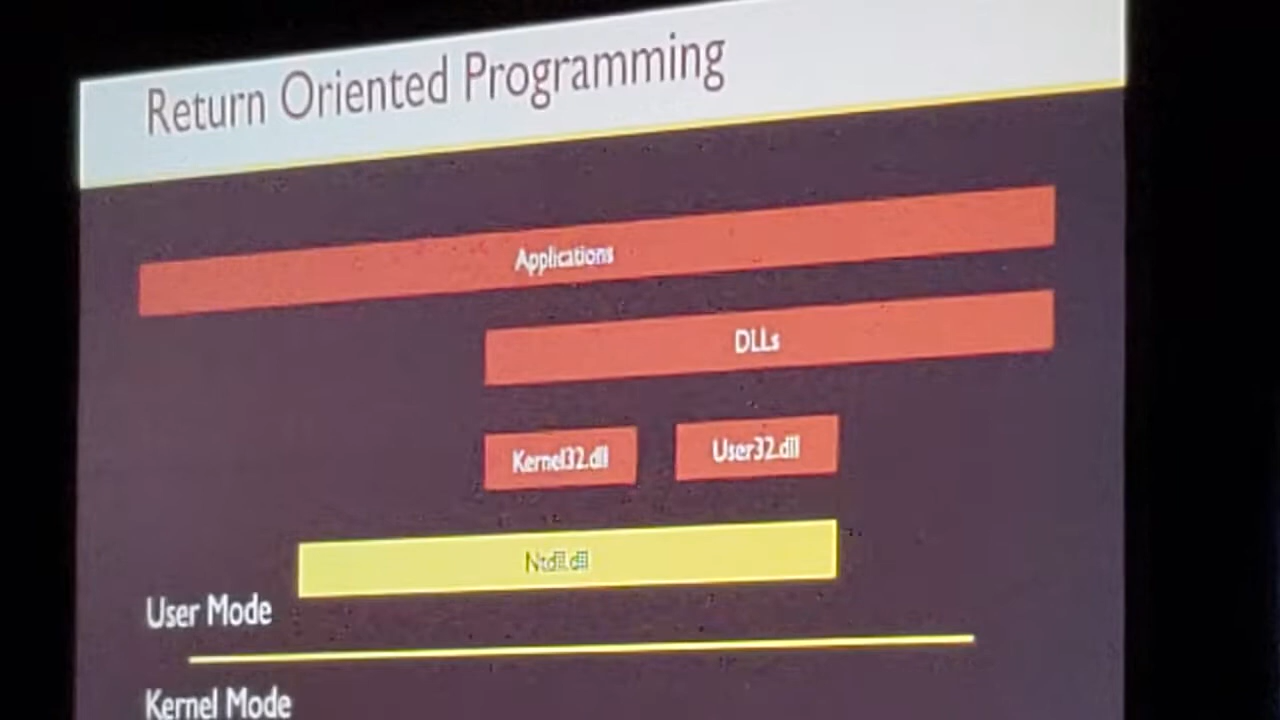 Return Oriented Programming
Applications
DLLs
Kernel32.dll
User32.dll
Ntdll.dll
User Mode
Kernel Mode